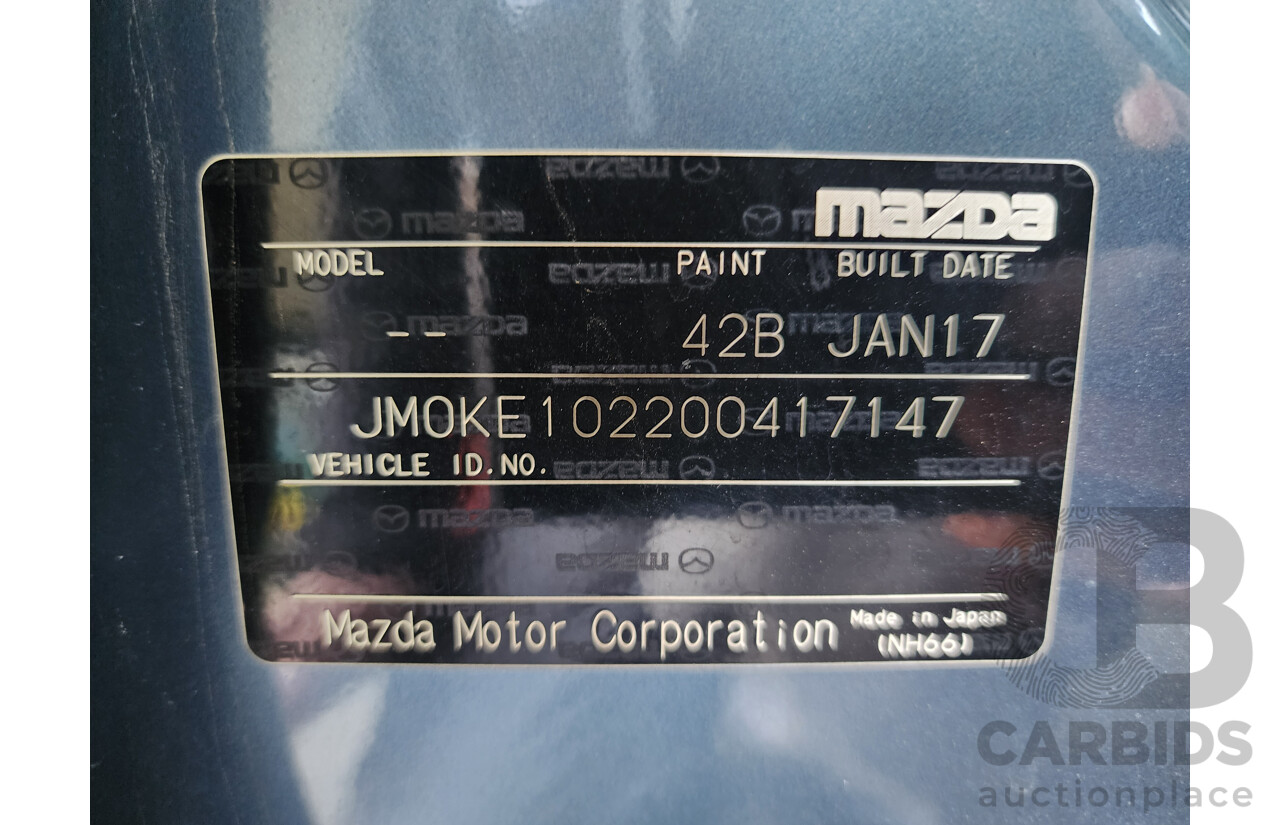 mazda
MODEL PAINT BUILT DATE
-- 42B JAN17
JM0KE102200417147
VEHICLE ID.NO.
Mazda Motor Corporation Made in Japan
(NH66)
B
CARBIDS
auctionplace